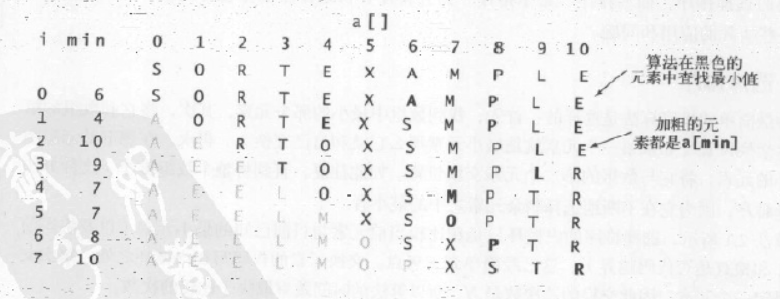 a[]
i min 0 1 2 3 4 5 6 7 8 9 10
S O R T E X A M P L E
0 6 S O R T E X A M P L E
1 4 A O R T E X S M P L E
2 10 A E R T O X S M P L E
3 9 A E E T O X S M P L R
4 7 A E E L O X S M P T R
5 7 A E E L M X S O P T R
6 8 A E E L M O S X P T R
7 10 A E E L M O P X S T R
算法在黑色的
元素中查找最小值
加粗的元
素都是a[min]